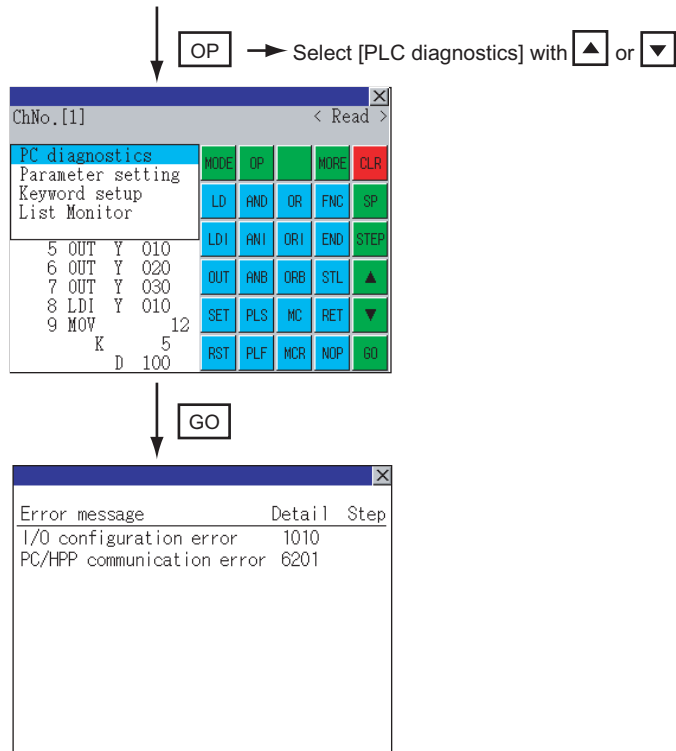 OP Select [PLC diagnostics] with ▲ or ▼
ChNo.[1] < Read >
PC diagnostics
Parameter setting
Keyword setup
List Monitor
5 OUT Y 010
6 OUT Y 020
7 OUT Y 030
8 LDI Y 010
9 MOV 12
K 5
D 100
MODE OP MORE CLR
LD AND OR FNC SP
LDI ANI ORI END STEP
OUT ANB ORB STL ▲
SET PLS MC RET ▼
RST PLF MCR NOP GO
GO
Error message Detail Step
I/O configuration error 1010
PC/HPP communication error 6201